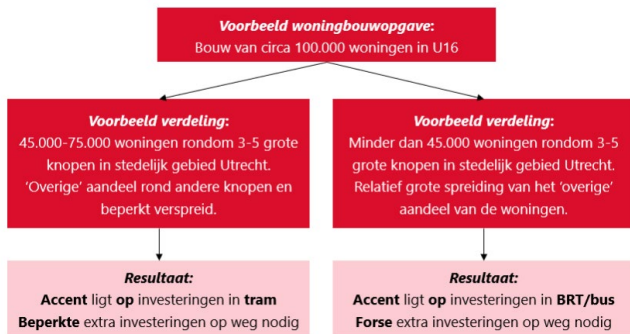 Voorbeeld woningbouwopgave:
Bouw van circa 100.000 woningen in U16
Voorbeeld verdeling:
45.000-75.000 woningen rondom 3-5 grote
knopen in stedelijk gebied Utrecht.
‘Overige’ aandeel rond andere knopen en
beperkt verspreid.
Voorbeeld verdeling:
Minder dan 45.000 woningen rondom 3-5
grote knopen in stedelijk gebied Utrecht.
Relatief grote spreiding van het ‘overige’
aandeel van de woningen.
Resultaat:
Accent ligt op investeringen in tram
Beperkte extra investeringen op weg nodig
Resultaat:
Accent ligt op investeringen in BRT/bus
Forse extra investeringen op weg nodig